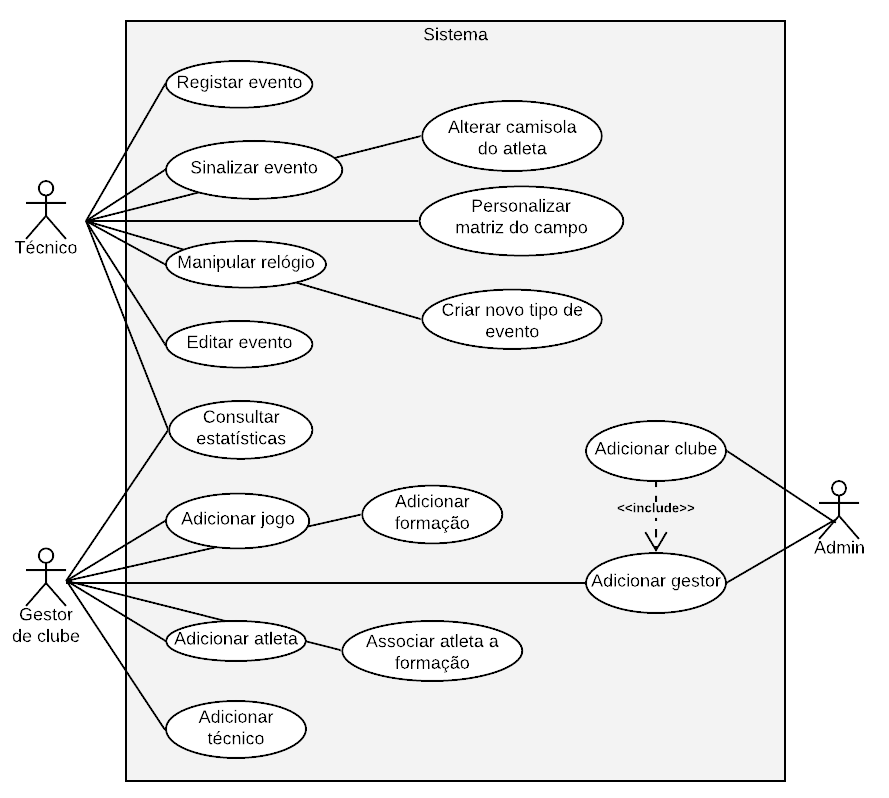 Sistema
Registar evento
Alterar camisola
do atleta
Sinalizar evento
Personalizar
matriz do campo
Técnico
Manipular relógio
Criar novo tipo de
evento
Editar evento
Consultar
estatísticas
Adicionar clube
<<include>>
Adicionar jogo
Adicionar
formação
Admin
Adicionar gestor
Gestor
de clube
Adicionar atleta
Associar atleta a
formação
Adicionar
técnico